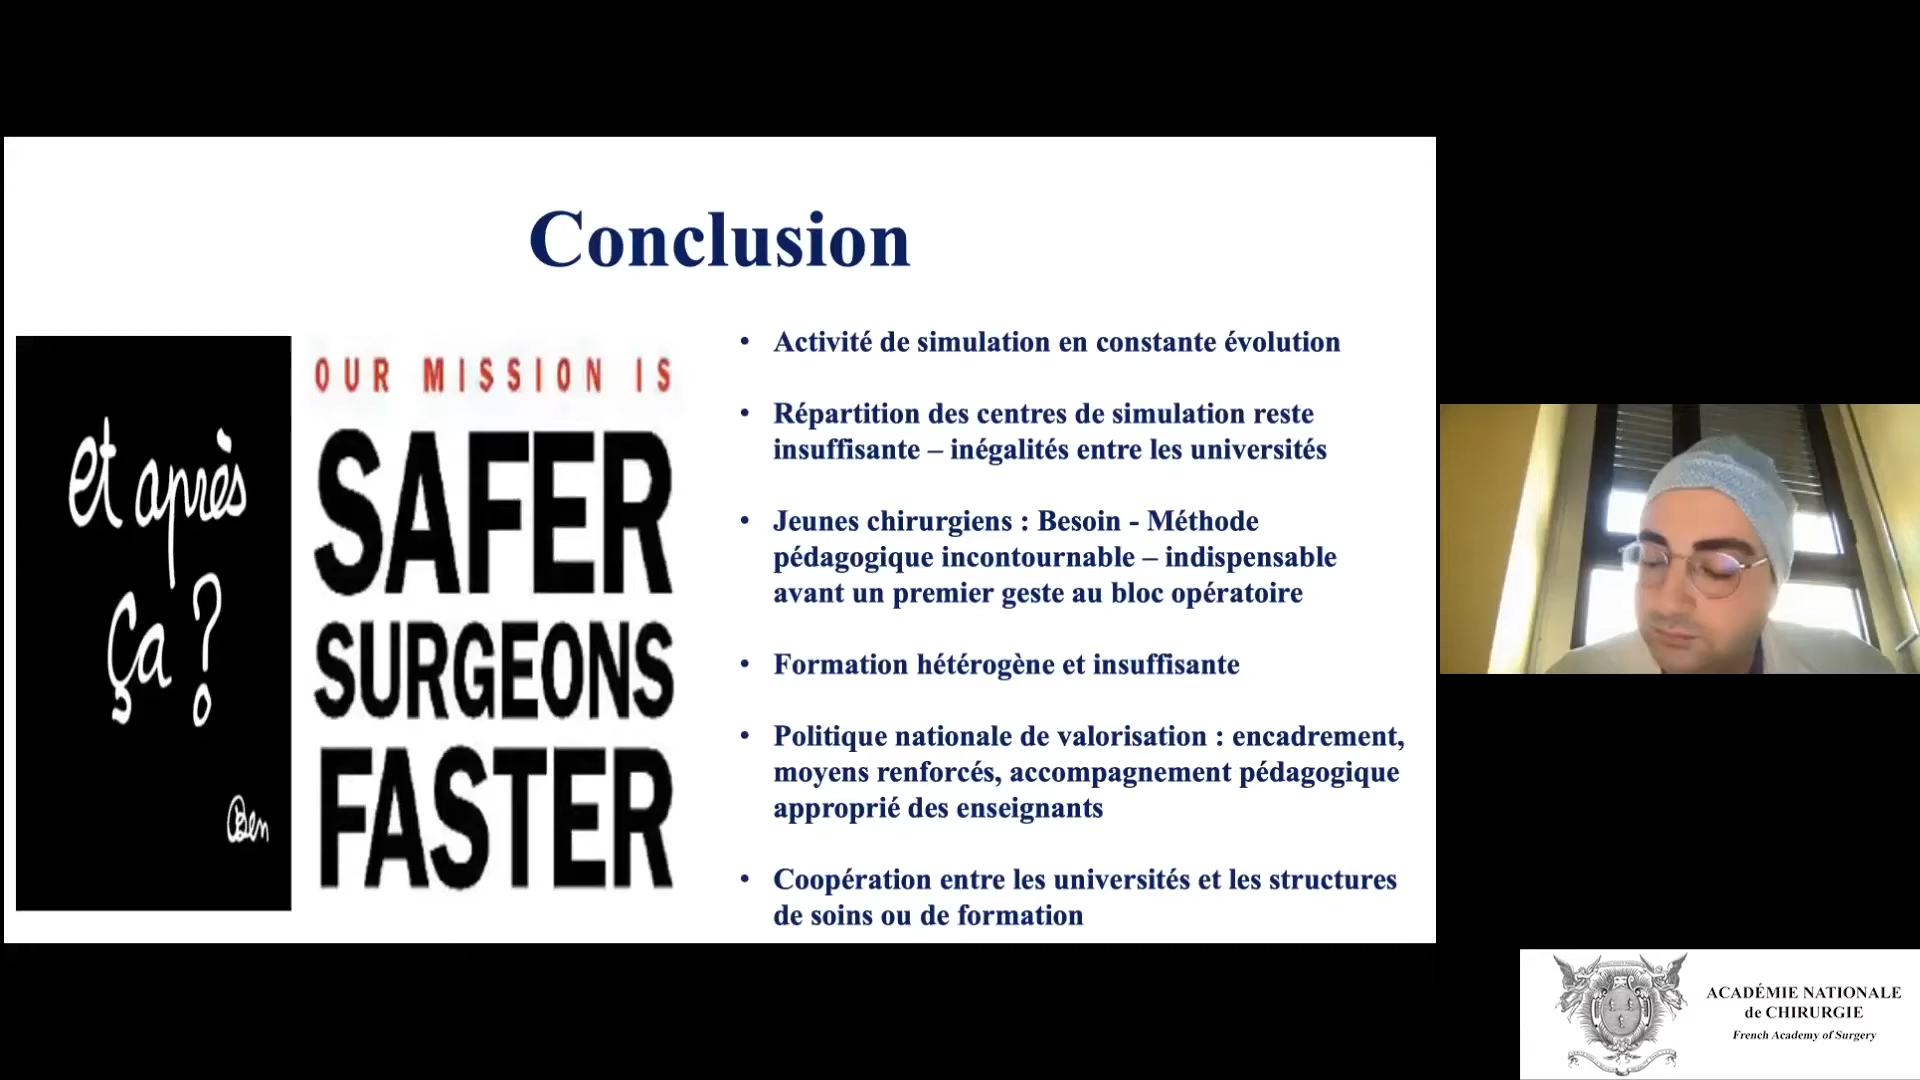 Conclusion
et après
ça ?
Ben
OUR MISSION IS
SAFER
SURGEONS
FASTER
• Activité de simulation en constante évolution
• Répartition des centres de simulation reste
insuffisante – inégalités entre les universités
• Jeunes chirurgiens : Besoin - Méthode
pédagogique incontournable – indispensable
avant un premier geste au bloc opératoire
• Formation hétérogène et insuffisante
• Politique nationale de valorisation : encadrement,
moyens renforcés, accompagnement pédagogique
approprié des enseignants
• Coopération entre les universités et les structures
de soins ou de formation
ACADÉMIE NATIONALE
de CHIRURGIE
French Academy of Surgery